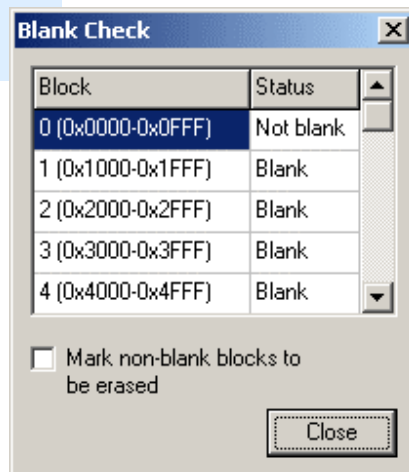 Blank Check
Block Status
0 (0x0000-0x0FFF) Not blank
1 (0x1000-0x1FFF) Blank
2 (0x2000-0x2FFF) Blank
3 (0x3000-0x3FFF) Blank
4 (0x4000-0x4FFF) Blank
Mark non-blank blocks to
be erased
Close